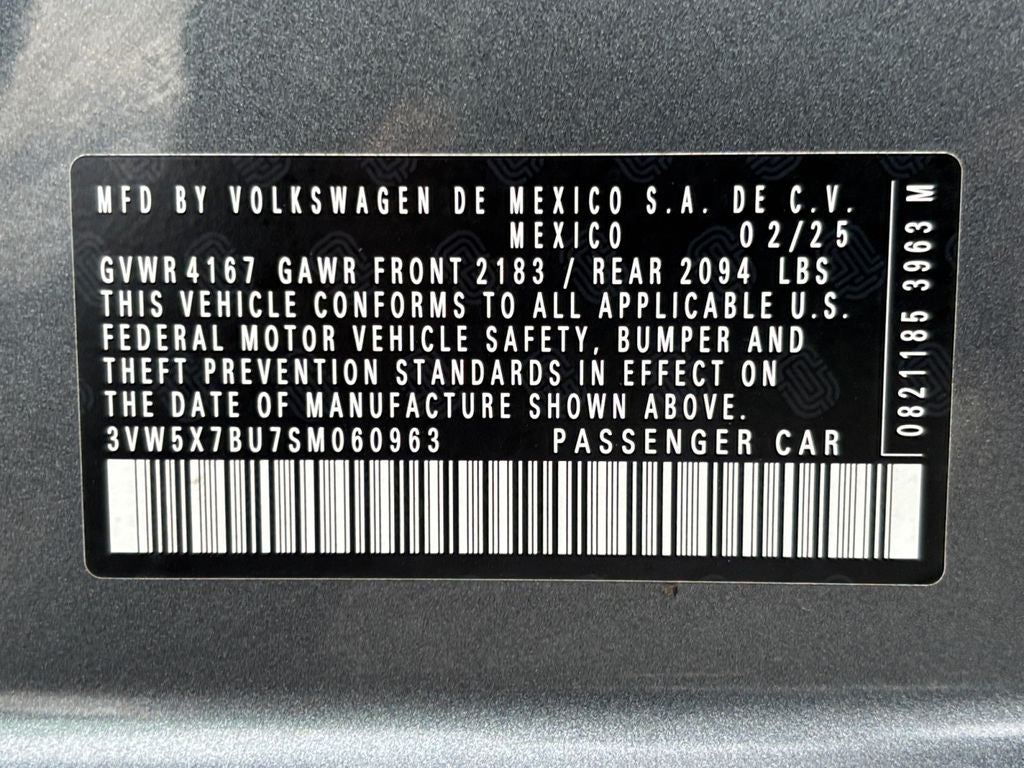 MFD BY VOLKSWAGEN DE MEXICO S.A. DE C.V.
MEXICO 02/25
GVWR 4167 GAWR FRONT 2183 / REAR 2094 LBS
THIS VEHICLE CONFORMS TO ALL APPLICABLE U.S.
FEDERAL MOTOR VEHICLE SAFETY, BUMPER AND
THEFT PREVENTION STANDARDS IN EFFECT ON
THE DATE OF MANUFACTURE SHOWN ABOVE.
3VW5X7BU7SM060963 PASSENGER CAR
0821185 3963 M